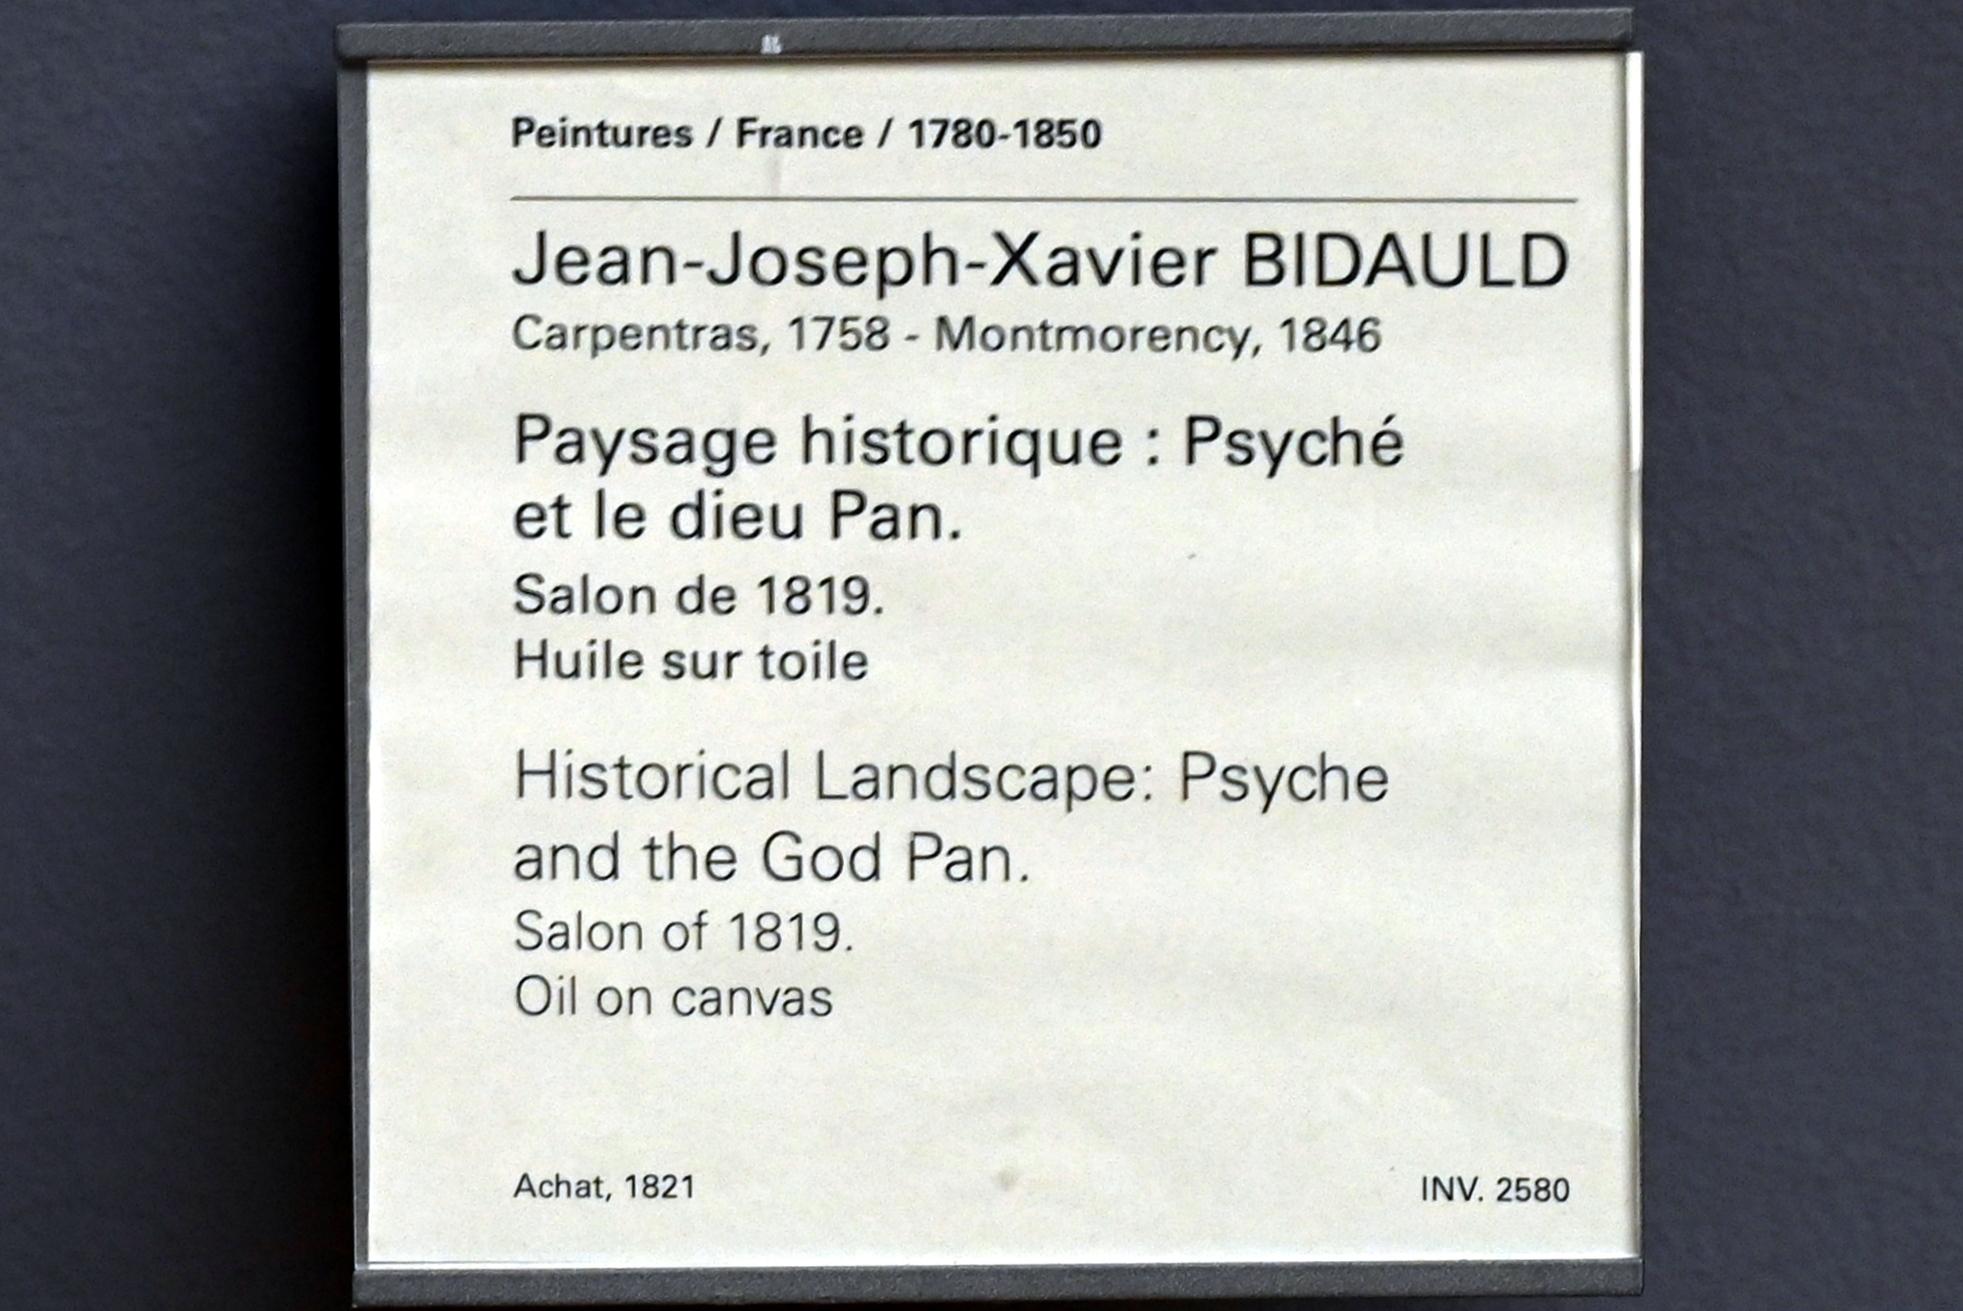 Peintures / France / 1780-1850
Jean-Joseph-Xavier BIDAULD
Carpentras, 1758 - Montmorency, 1846
Paysage historique : Psyché
et le dieu Pan.
Salon de 1819.
Huile sur toile
Historical Landscape: Psyche
and the God Pan.
Salon of 1819.
Oil on canvas
Achat, 1821
INV. 2580